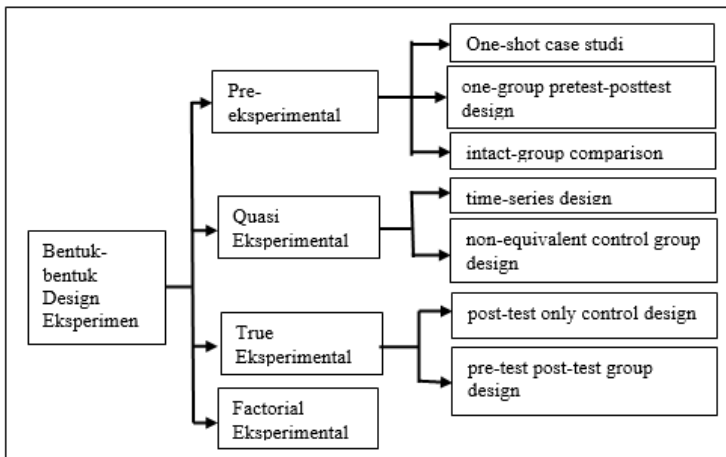 Bentuk-
bentuk
Design
Eksperimen
Pre-
eksperimental
One-shot case studi
one-group pretest-posttest
design
intact-group comparison
Quasi
Eksperimental
time-series design
non-equivalent control group
design
True
Eksperimental
post-test only control design
pre-test post-test group
design
Factorial
Eksperimental